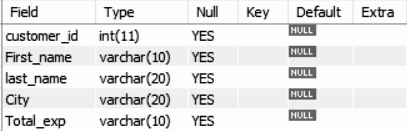 Field Type Null Key Default Extra
customer_id int(11) YES NULL
First_name varchar(10) YES NULL
last_name varchar(20) YES NULL
City varchar(20) YES NULL
Total_exp varchar(10) YES NULL